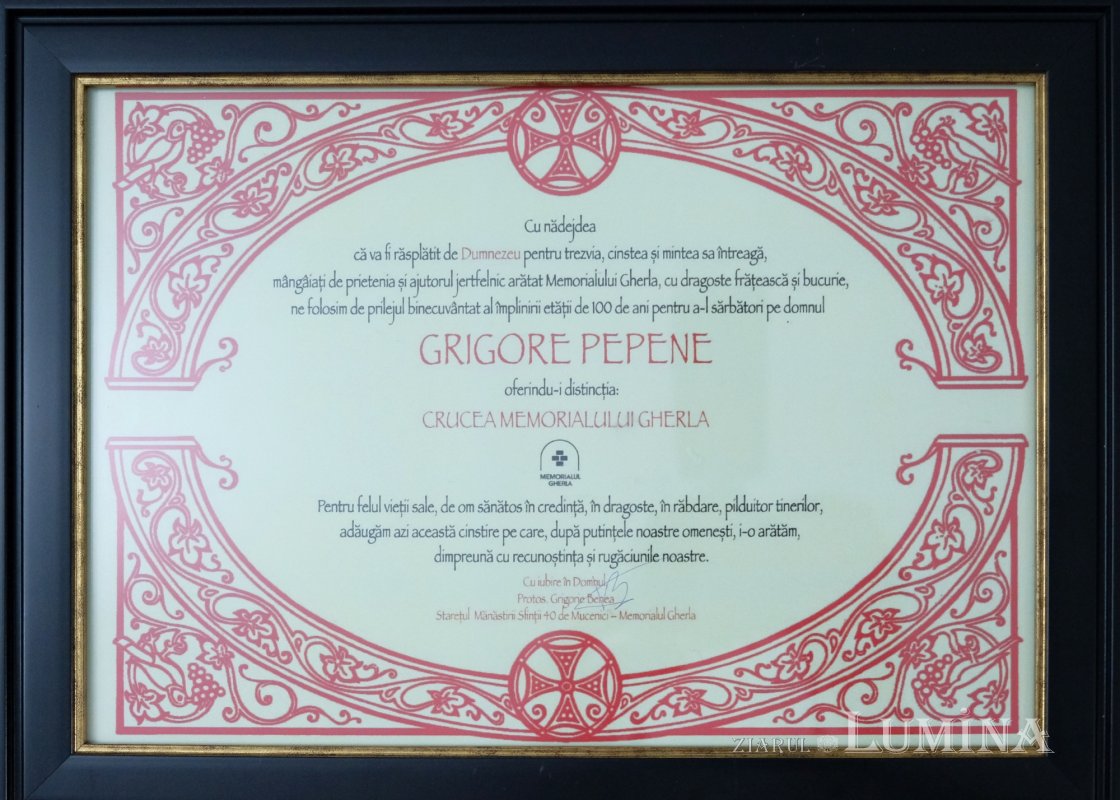 Cu nădejdea
că va fi răsplătit de Dumnezeu pentru trezvia, cinstea și mintea sa întreagă,
mângâiați de prietenia și ajutorul jertfelnic arătat Memorialului Gherla, cu dragoste frățească și bucurie,
ne folosim de prilejul binecuvântat al împlinirii etății de 100 de ani pentru a-l sărbători pe domnul
GRIGORE PEPENE
oferindu-i distincția:
CRUCEA MEMORIALULUI GHERLA
MEMORIALUL
GHERLA
Pentru felul vieții sale, de om sănătos în credință, în dragoste, în răbdare, pilduitor tinerilor,
adăugăm azi această cinstire pe care, după putințele noastre omenești, i-o arătăm,
dimpreună cu recunoștința și rugăciunile noastre.
Cu iubire în Domnul
Protos. Grigorie Benea
Starețul Mănăstirii Sfinții 40 de Mucenici – Memorialul Gherla
ZIARUL LUMINA